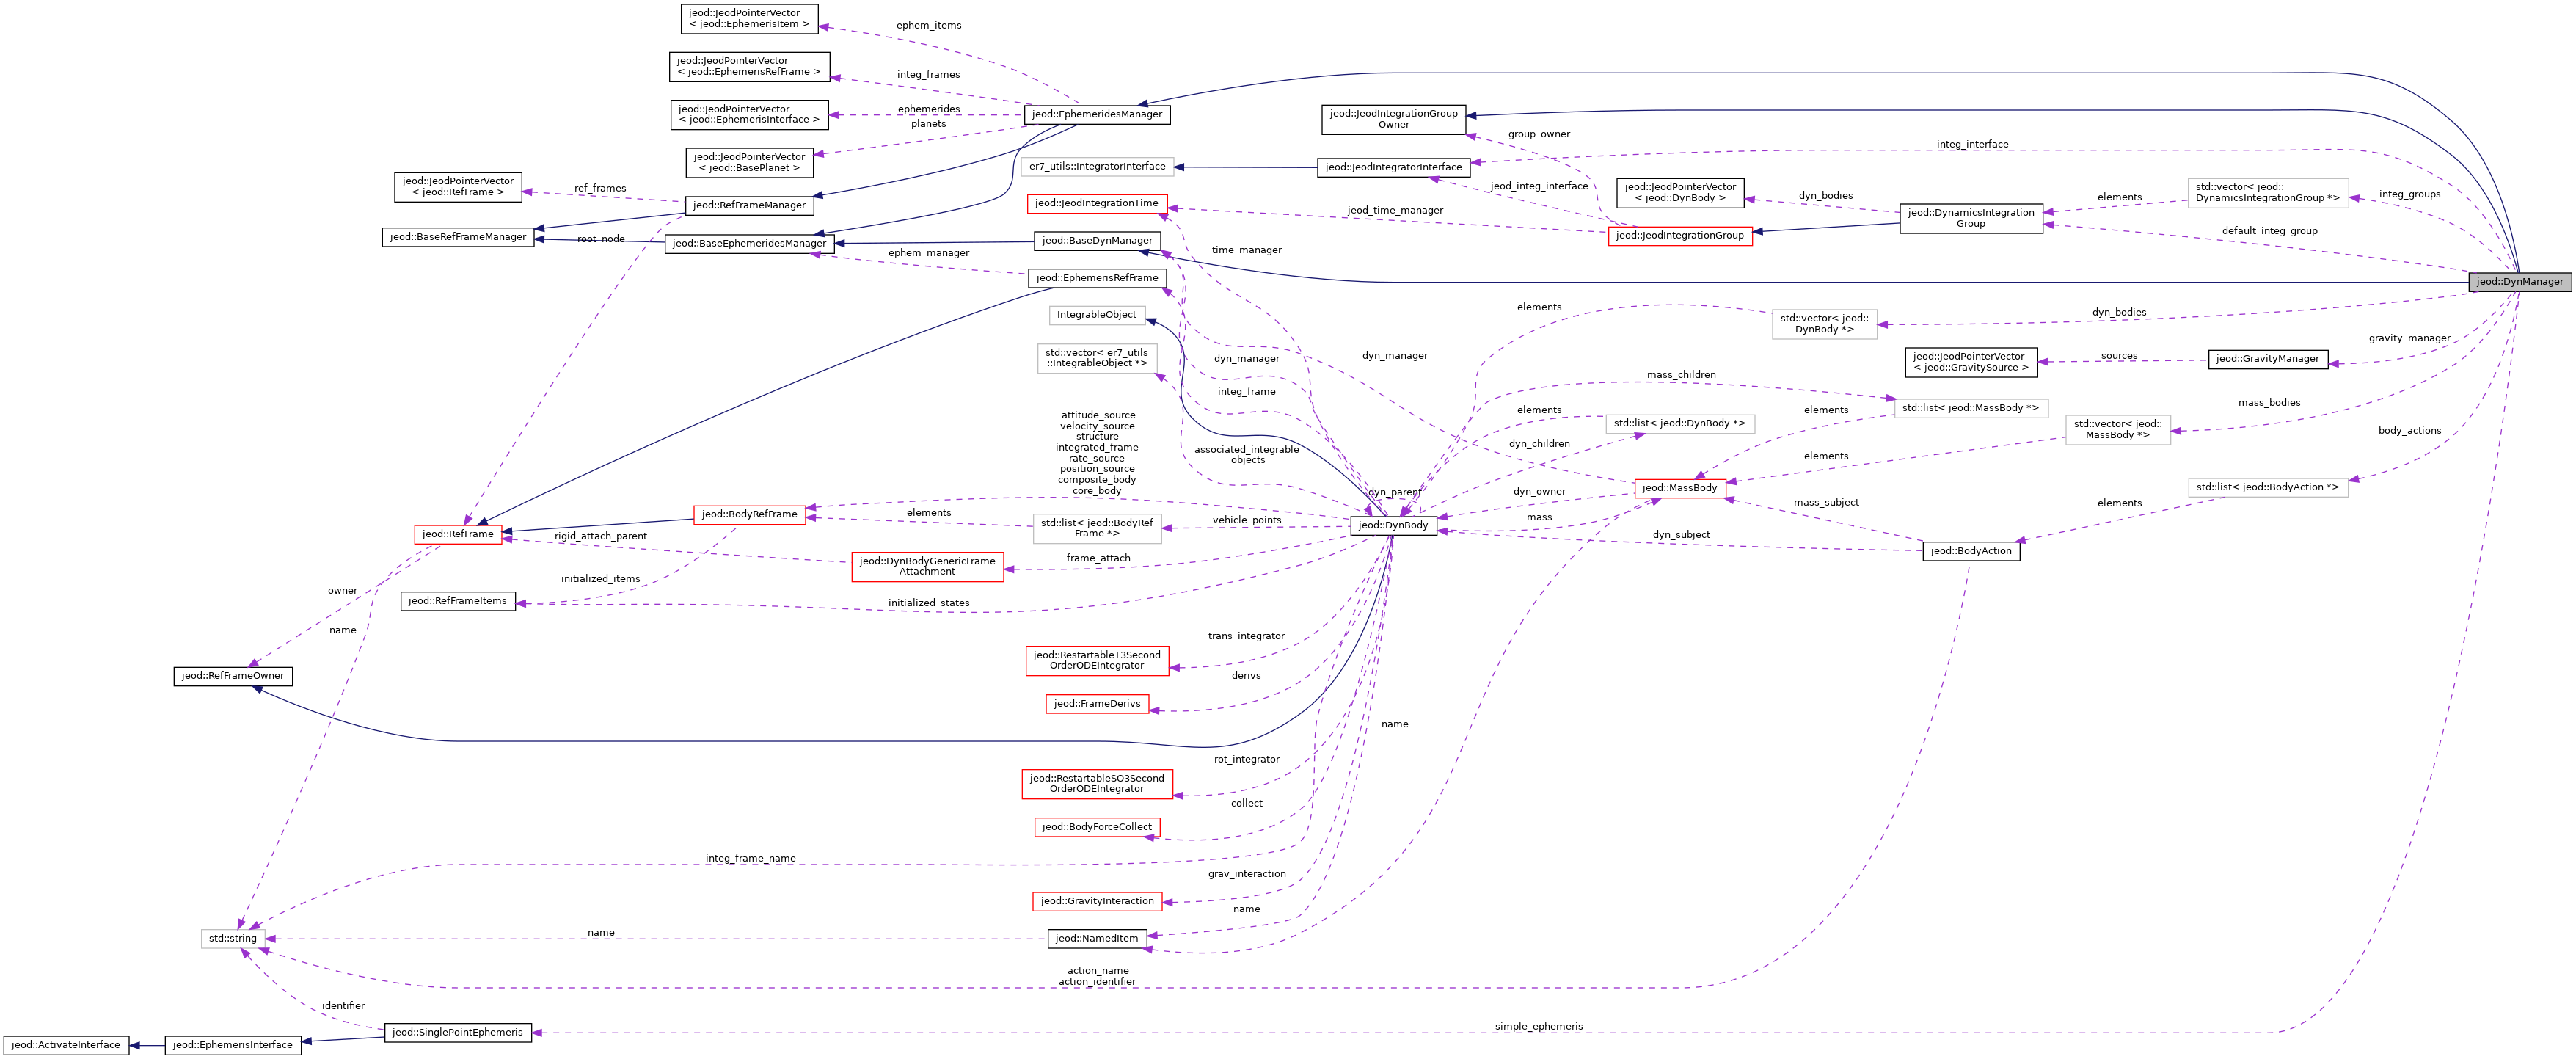 jeod::JeodPointerVector
< jeod::EphemerisItem >
ephem_items
jeod::JeodPointerVector
< jeod::EphemerisRefFrame >
integ_frames
jeod::JeodPointerVector
< jeod::EphemerisInterface >
ephemerides
planets
jeod::EphemeridesManager
jeod::JeodIntegrationGroup
Owner
group_owner
integ_interface
jeod::JeodPointerVector
< jeod::BasePlanet >
er7_utils::IntegratorInterface
jeod::JeodIntegratorInterface
jeod_integ_interface
jeod::JeodPointerVector
< jeod::RefFrame >
ref_frames
jeod::RefFrameManager
jeod::JeodIntegrationTime
jeod_time_manager
jeod::JeodPointerVector
< jeod::DynBody >
dyn_bodies
jeod::DynamicsIntegration
Group
elements
std::vector< jeod::
DynamicsIntegrationGroup *>
integ_groups
default_integ_group
jeod::JeodIntegrationGroup
jeod::BaseRefFrameManager
root_node
jeod::BaseEphemeridesManager
jeod::BaseDynManager
time_manager
ephem_manager
jeod::EphemerisRefFrame
jeod::DynManager
IntegrableObject
elements
std::vector< jeod::
DynBody *>
dyn_bodies
std::vector< er7_utils
::IntegrableObject *>
dyn_manager
dyn_manager
jeod::JeodPointerVector
< jeod::GravitySource >
sources
jeod::GravityManager
gravity_manager
integ_frame
mass_children
std::list< jeod::MassBody *>
mass_bodies
attitude_source
velocity_source
structure
integrated_frame
rate_source
position_source
composite_body
core_body
elements
std::list< jeod::DynBody *>
elements
std::vector< jeod::
MassBody *>
body_actions
associated_integrable
_objects
dyn_children
elements
dyn_parent
dyn_owner
jeod::MassBody
mass_subject
elements
std::list< jeod::BodyAction *>
jeod::BodyRefFrame
elements
std::list< jeod::BodyRef
Frame *>
vehicle_points
jeod::DynBody
mass
dyn_subject
jeod::BodyAction
jeod::RefFrame
rigid_attach_parent
jeod::DynBodyGenericFrame
Attachment
frame_attach
initialized_items
owner
jeod::RefFrameItems
initialized_states
name
trans_integrator
jeod::RestartableT3Second
OrderODEIntegrator
jeod::RefFrameOwner
derivs
jeod::FrameDerivs
name
rot_integrator
jeod::RestartableSO3Second
OrderODEIntegrator
collect
jeod::BodyForceCollect
integ_frame_name
grav_interaction
jeod::GravityInteraction
name
std::string
name
jeod::NamedItem
action_name
action_identifier
identifier
simple_ephemeris
jeod::SinglePointEphemeris
jeod::ActivateInterface
jeod::EphemerisInterface